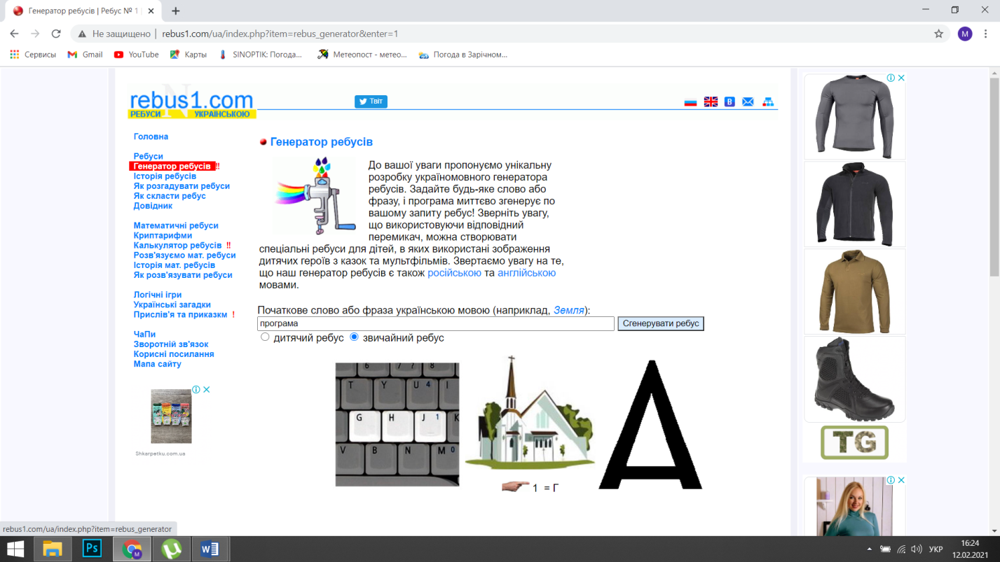 Генератор ребусів | Ребус № 1
Не защищено | rebus1.com/ua/index.php?item=rebus_generator&enter=1
M
Сервисы Gmail YouTube Карты SINOPTIK: Погода... Метеопост - метео... Погода в Зарічном...
rebus1.com
N
РЕБУСИ УКРАЇНСЬКОЮ
Твіт
B
Головна
Ребуси
Генератор ребусів !!
Історія ребусів
Як розгадувати ребуси
Як скласти ребус
Довідник
Математичні ребуси
Криптарифми
Калькулятор ребусів !!
Розв'язуємо мат. ребуси
Історія мат. ребусів
Як розв'язувати ребуси
Логічні ігри
Українські загадки
Прислів'я та приказкм !
ЧаПи
Зворотній зв'язок
Корисні посилання
Мапа сайту
Shkarpetku.com.ua
Генератор ребусів
До вашої уваги пропонуємо унікальну
розробку україномовного генератора
ребусів. Задайте будь-яке слово або
фразу, і програма миттєво згенерує по
вашому запиту ребус! Зверніть увагу,
що використовуючи відповідний
перемикач, можна створювати
спеціальні ребуси для дітей, в яких використані зображення
дитячих героїв з казок та мультфільмів. Звертаємо увагу на те,
що наш генератор ребусів є також російською та англійською
мовами.
Початкове слово або фраза українською мовою (наприклад, Земля):
програма Сгенерувати ребус
дитячий ребус звичайний ребус
6 7 8
T Y U 4 I
G H J 1 K
V B N M 0
1 = Г
А
TG
rebus1.com/ua/index.php?item=rebus_generator
Ps
M
W
УКР
16:24
12.02.2021